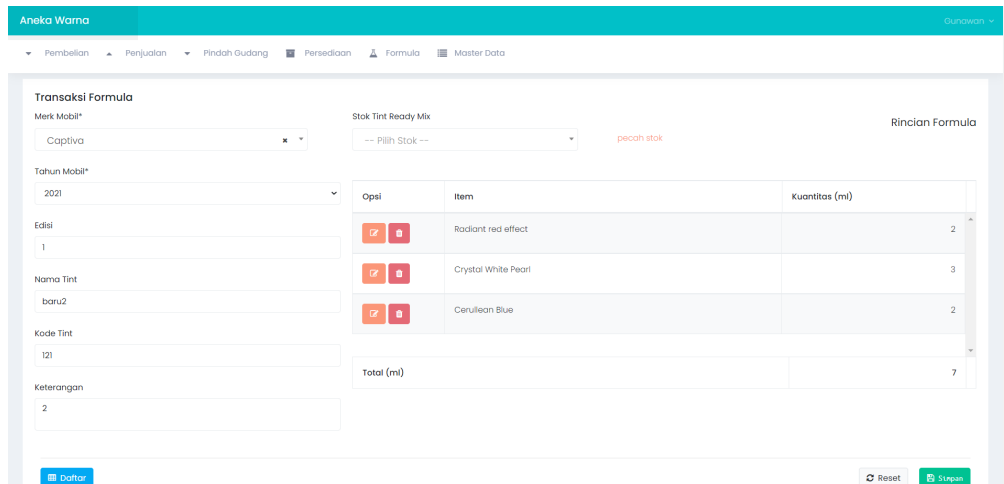 Aneka Warna
Gunawan
Pembelian Penjualan Pindah Gudang Persediaan Formula Master Data
Transaksi Formula
Merk Mobil*
Captiva
Stok Tint Ready Mix
-- Pilih Stok --
pecah stok
Rincian Formula
Tahun Mobil*
2021
Edisi
1
Nama Tint
baru2
Kode Tint
121
Keterangan
2
Opsi Item Kuantitas (ml)
Radiant red effect 2
Crystal White Pearl 3
Cerullean Blue 2
Total (ml) 7
Daftar
Reset
Simpan